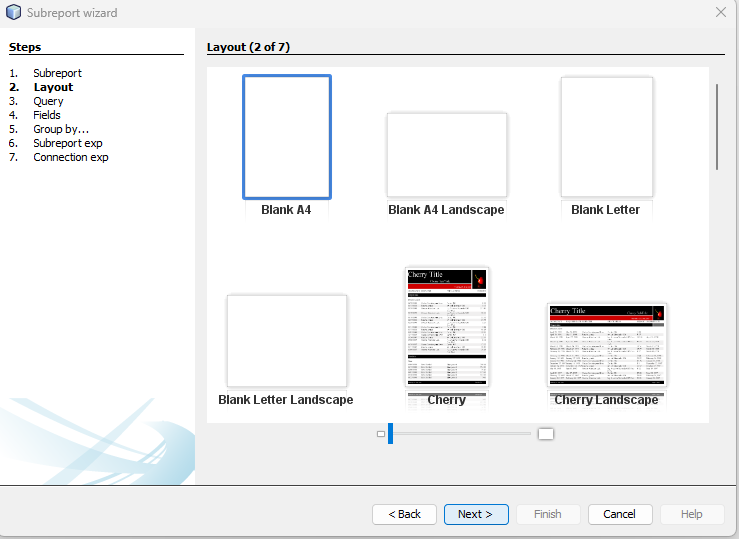 Subreport wizard
Steps
1. Subreport
2. Layout
3. Query
4. Fields
5. Group by...
6. Subreport exp
7. Connection exp
Layout (2 of 7)
Blank A4
Blank A4 Landscape
Blank Letter
Cherry Title
Cherry Title
Blank Letter Landscape
Cherry
Cherry Landscape
< Back
Next >
Finish
Cancel
Help